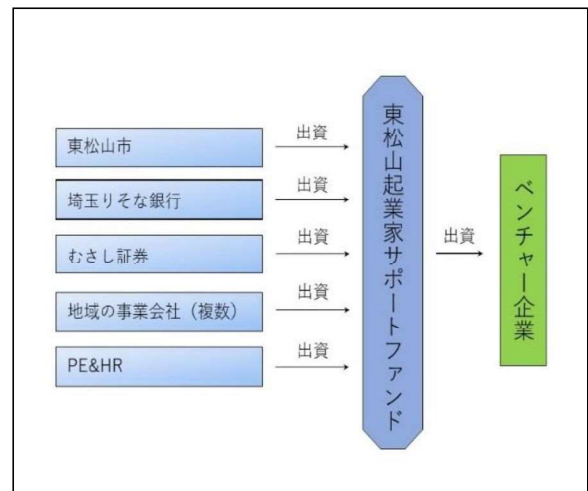 東松山市
出資
埼玉りそな銀行
出資
むさし証券
出資
地域の事業会社（複数）
出資
PE&HR
出資
東松山起業家サポートファンド
出資
ベンチャー企業